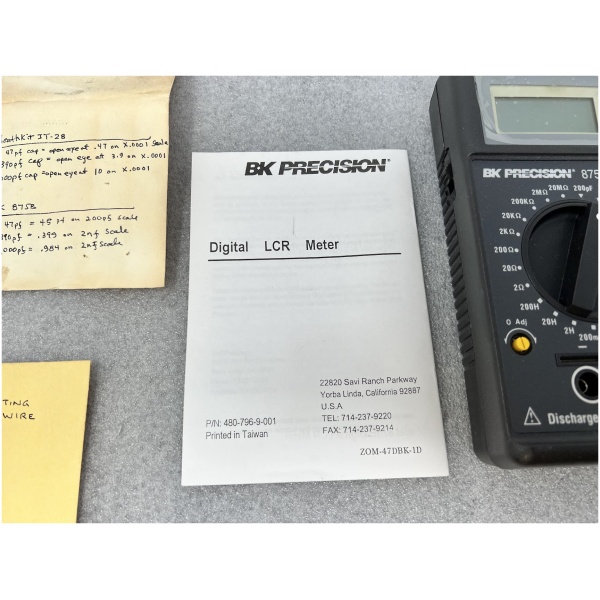 Heathkit IT-28
47pf cap = open eye at .47 on X.0001 Scale
390pf cap = open eye at 3.9 on X.0001
000pf cap = open eye at 10 on X.0001
875B
47pf = 45 pf on 200pf Scale
390pf = .399 on 2nf Scale
000pf = .984 on 2nf Scale
TING
WIRE
BK PRECISION®
Digital LCR Meter
22820 Savi Ranch Parkway
Yorba Linda, California 92887
U.S.A
TEL: 714-237-9220
FAX: 714-237-9214
P/N: 480-796-9-001
Printed in Taiwan
ZOM-47DBK-1D
BK PRECISION® 875
2MΩ 20MΩ 200pF
200KΩ
20KΩ
2KΩ
200Ω
20Ω
2Ω
200H
20H
2H
200m
0 Adj
Discharge